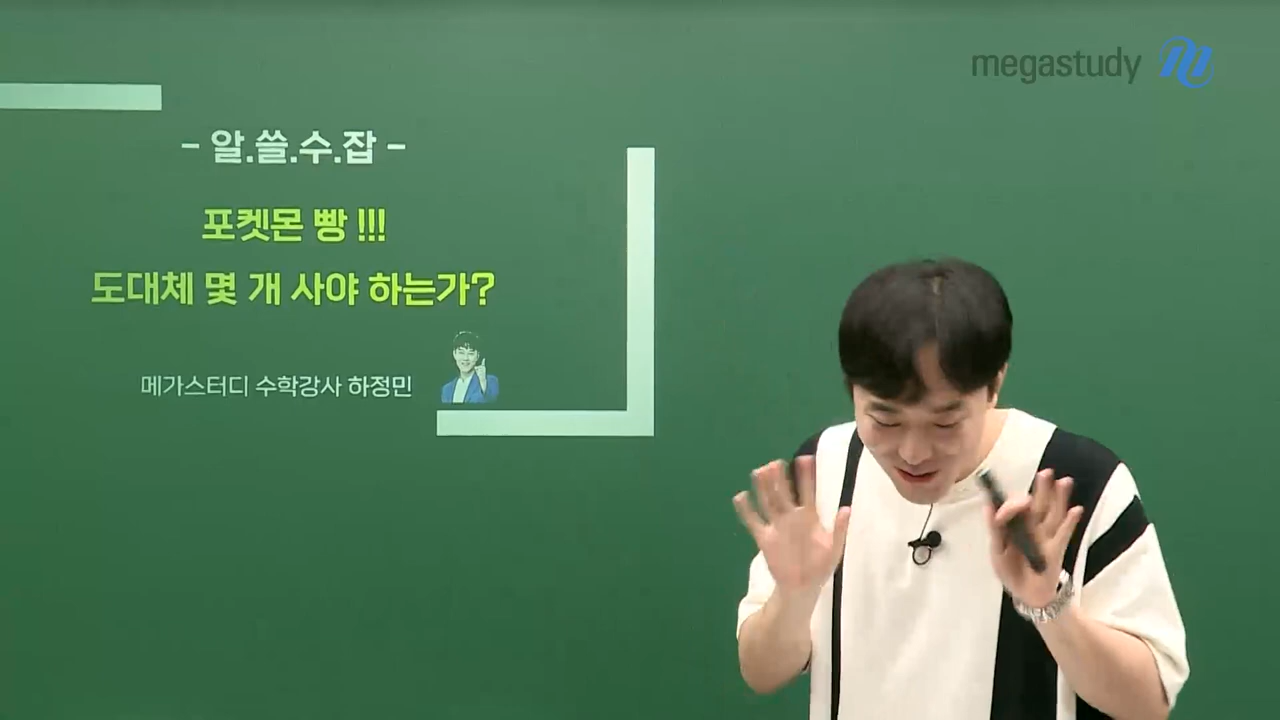 megastudy
- 알.쓸.수.잡 -
포켓몬 빵 !!!
도대체 몇 개 사야 하는가?
메가스터디 수학강사 하정민